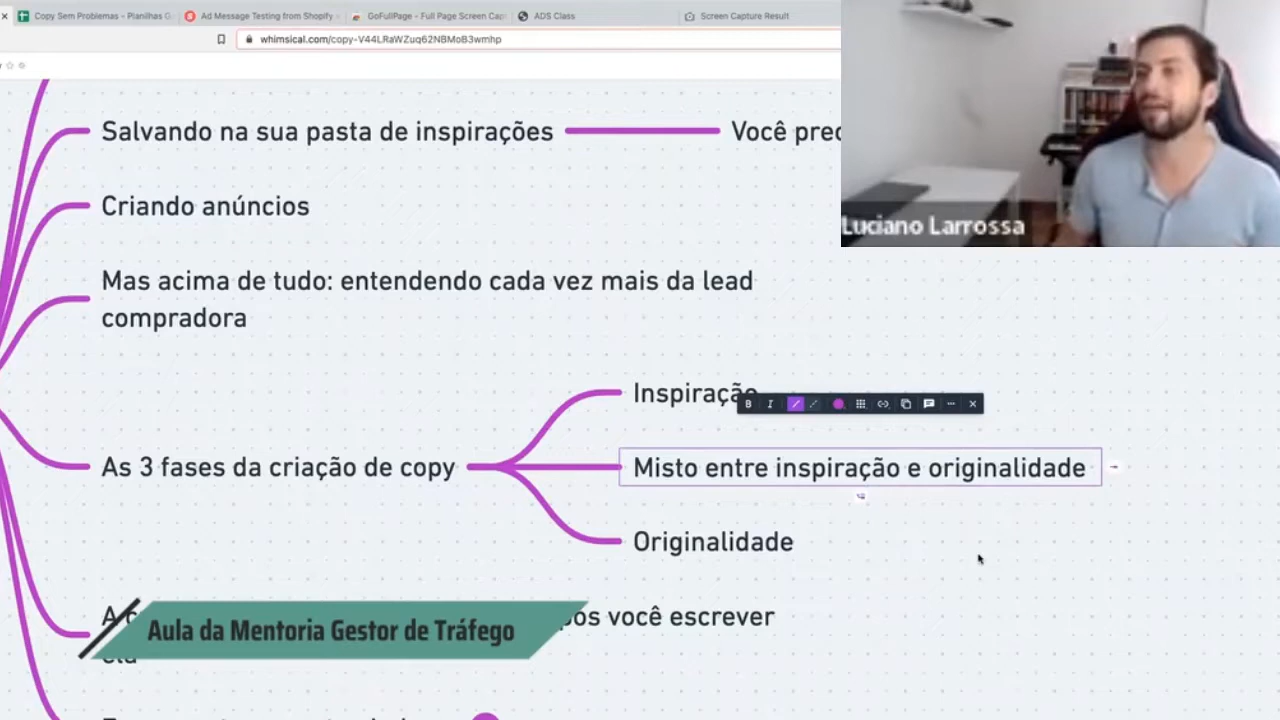 Copy Sem Problemas - Planilhas G
Ad Message Testing from Shopify
GoFullPage - Full Page Screen Cap
ADS Class
Screen Capture Result
whimsical.com/copy-V44LRaWZuq62NBMoB3wmhp
Luciano Larrossa
Salvando na sua pasta de inspirações
Você prec
Criando anúncios
Mas acima de tudo: entendendo cada vez mais da lead
compradora
Inspiração
B I
As 3 fases da criação de copy
Misto entre inspiração e originalidade
Originalidade
você escrever
Aula da Mentoria Gestor de Tráfego